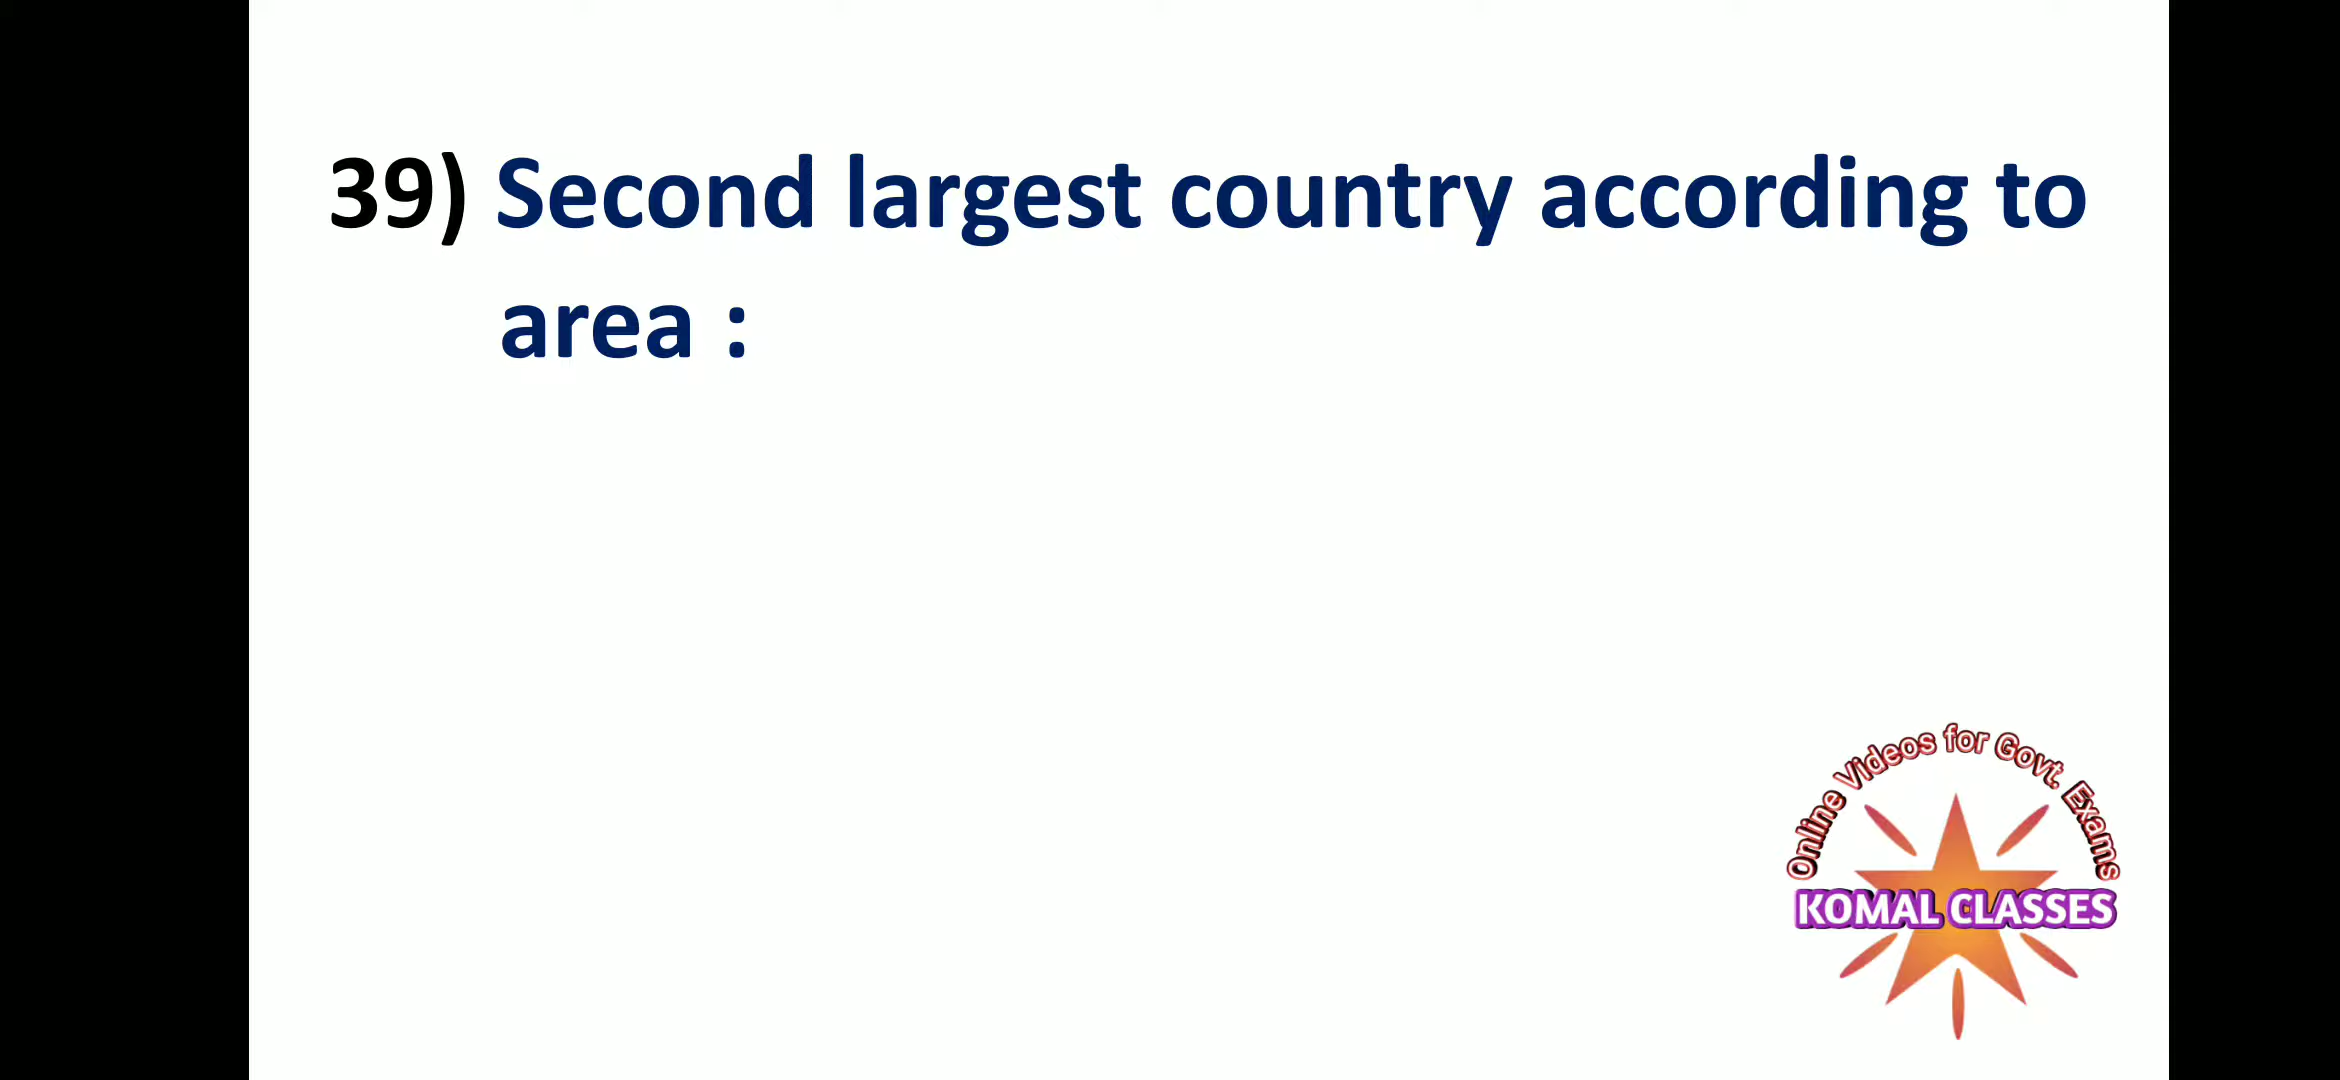 39) Second largest country according to
area :
Online Videos for Govt. Exams
KOMAL CLASSES